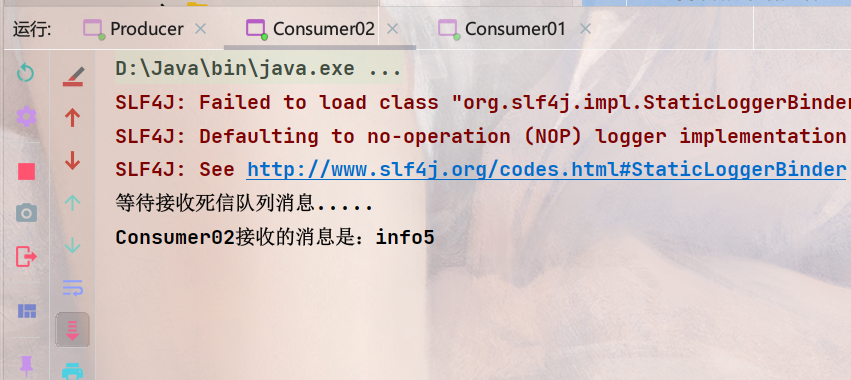 运行: Producer Consumer02 Consumer01
D:\Java\bin\java.exe ...
SLF4J: Failed to load class "org.slf4j.impl.StaticLoggerBinder
SLF4J: Defaulting to no-operation (NOP) logger implementation
SLF4J: See http://www.slf4j.org/codes.html#StaticLoggerBinder
等待接收死信队列消息.....
Consumer02接收的消息是：info5